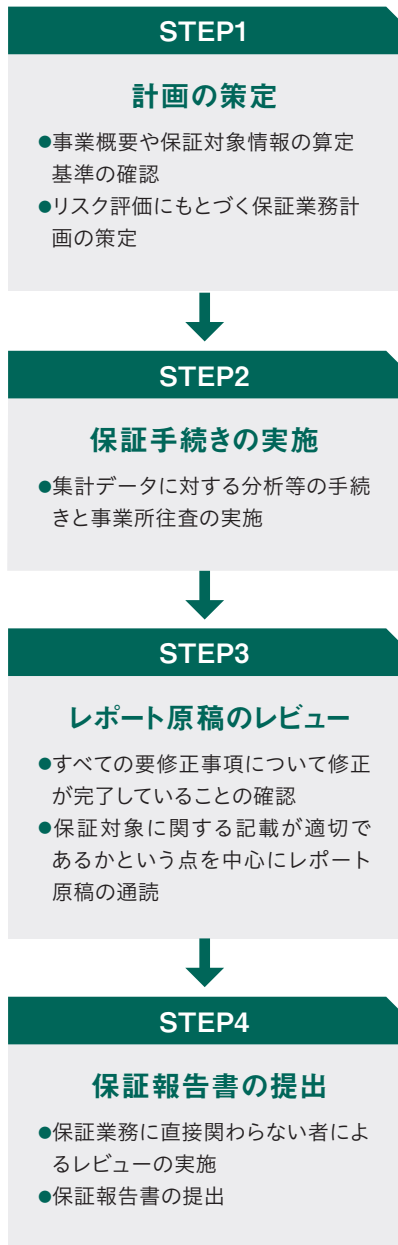 STEP1
計画の策定
●事業概要や保証対象情報の算定
基準の確認
●リスク評価にもとづく保証業務計
画の策定
STEP2
保証手続きの実施
●集計データに対する分析等の手続
きと事業所往査の実施
STEP3
レポート原稿のレビュー
●すべての要修正事項について修正
が完了していることの確認
●保証対象に関する記載が適切で
あるかという点を中心にレポート
原稿の通読
STEP4
保証報告書の提出
●保証業務に直接関わらない者によ
るレビューの実施
●保証報告書の提出